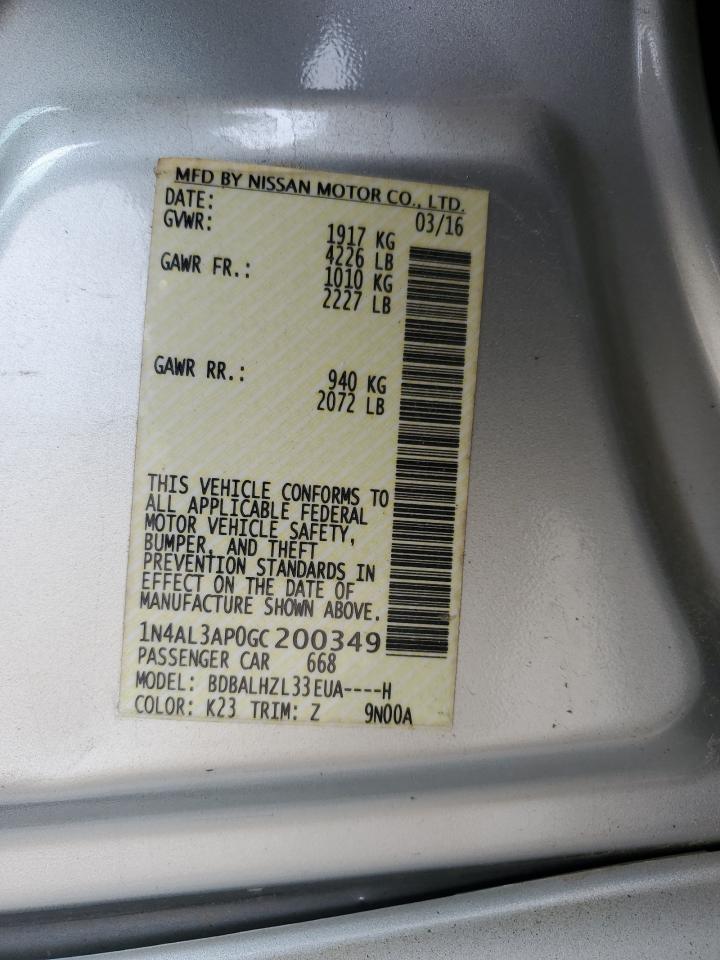 MFD BY NISSAN MOTOR CO., LTD.
DATE: 03/16
GVWR: 1917 KG
4226 LB
GAWR FR.: 1010 KG
2227 LB
GAWR RR.: 940 KG
2072 LB
THIS VEHICLE CONFORMS TO
ALL APPLICABLE FEDERAL
MOTOR VEHICLE SAFETY,
BUMPER, AND THEFT
PREVENTION STANDARDS IN
EFFECT ON THE DATE OF
MANUFACTURE SHOWN ABOVE.
1N4AL3AP0GC200349
PASSENGER CAR 668
MODEL: BDBALHZL33EUA----H
COLOR: K23 TRIM: Z 9N00A